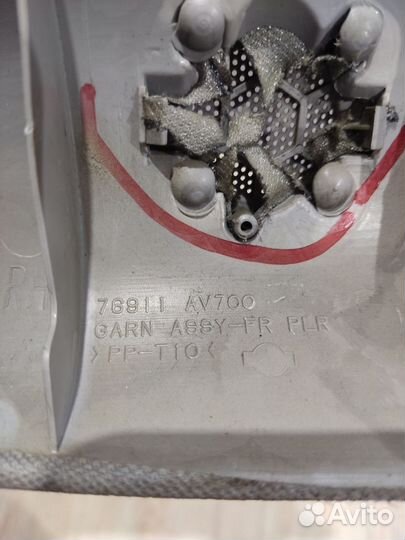 RH
76911 AV700
GARN ASSY-FR PLR
>PP-T10<
Avito